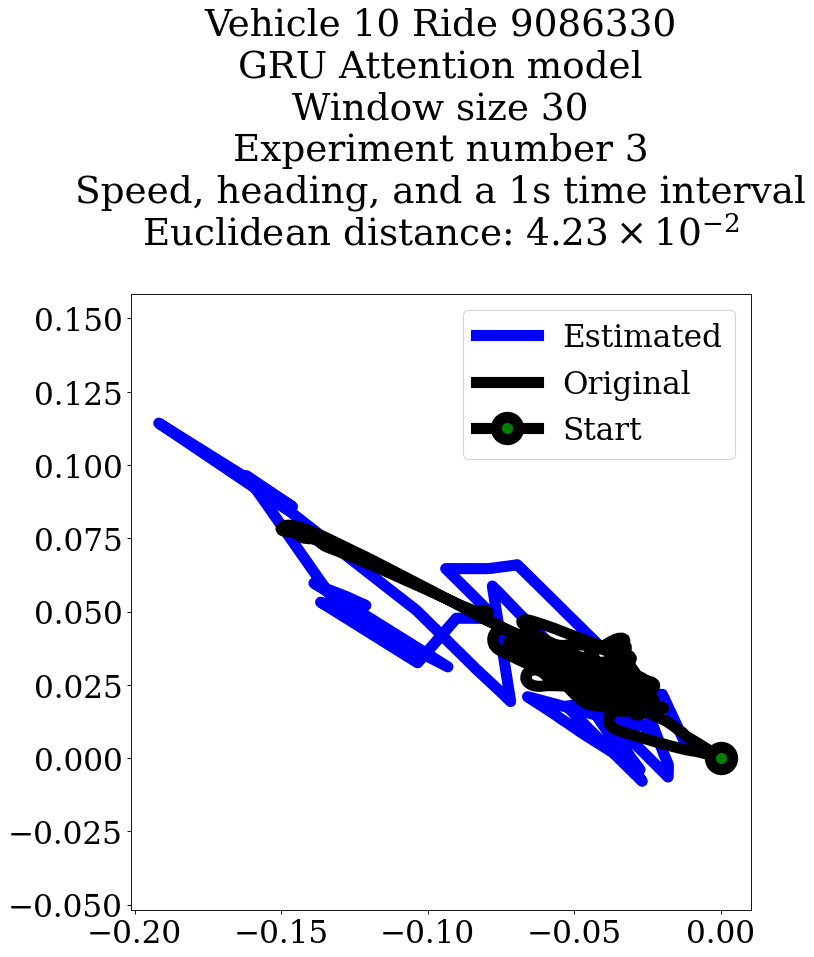 Vehicle 10 Ride 9086330
GRU Attention model
Window size 30
Experiment number 3
Speed, heading, and a 1s time interval
Euclidean distance: 4.23 × 10⁻²
Estimated
Original
Start
0.150
0.125
0.100
0.075
0.050
0.025
0.000
−0.025
−0.050
−0.20 −0.15 −0.10 −0.05 0.00